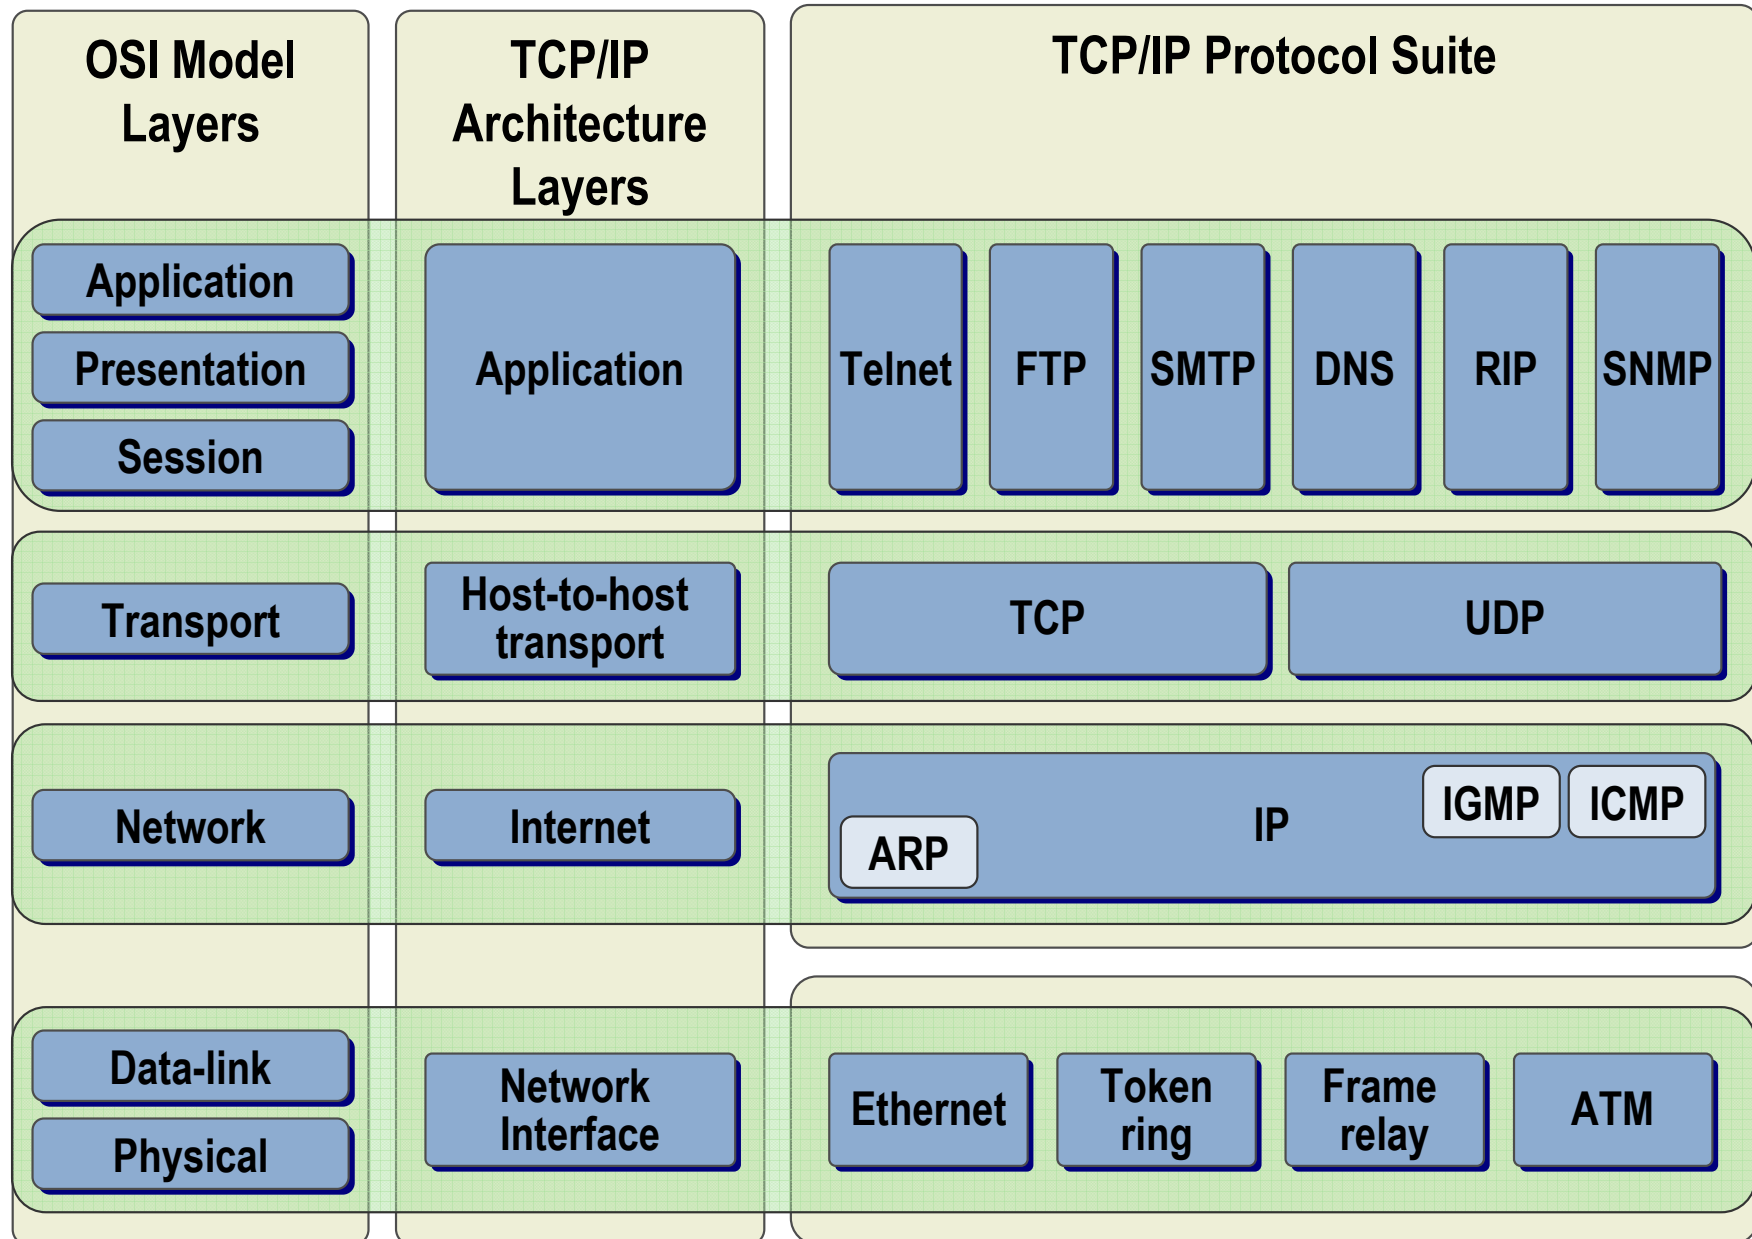 OSI Model
Layers
TCP/IP
Architecture
Layers
TCP/IP Protocol Suite
Application
Presentation
Session
Application
Telnet
FTP
SMTP
DNS
RIP
SNMP
Transport
Host-to-host
transport
TCP
UDP
Network
Internet
ARP
IP
IGMP
ICMP
Data-link
Physical
Network
Interface
Ethernet
Token
ring
Frame
relay
ATM